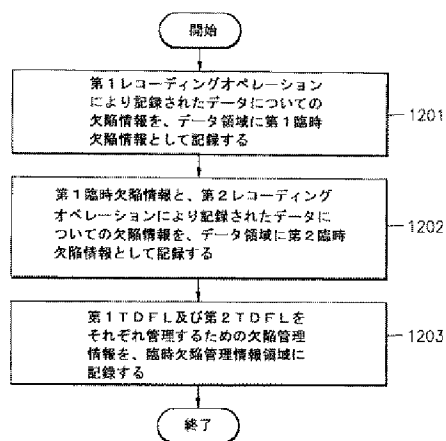 開始
第1レコーディングオペレーション
により記録されたデータについての
欠陥情報を、データ領域に第1臨時
欠陥情報として記録する
1201
第1臨時欠陥情報と、第2レコーディング
オペレーションにより記録されたデータに
ついての欠陥情報を、データ領域に第2臨時
欠陥情報として記録する
1202
第1TDFL及び第2TDFLを
それぞれ管理するための欠陥管理
情報を、臨時欠陥管理情報領域に
記録する
1203
終了